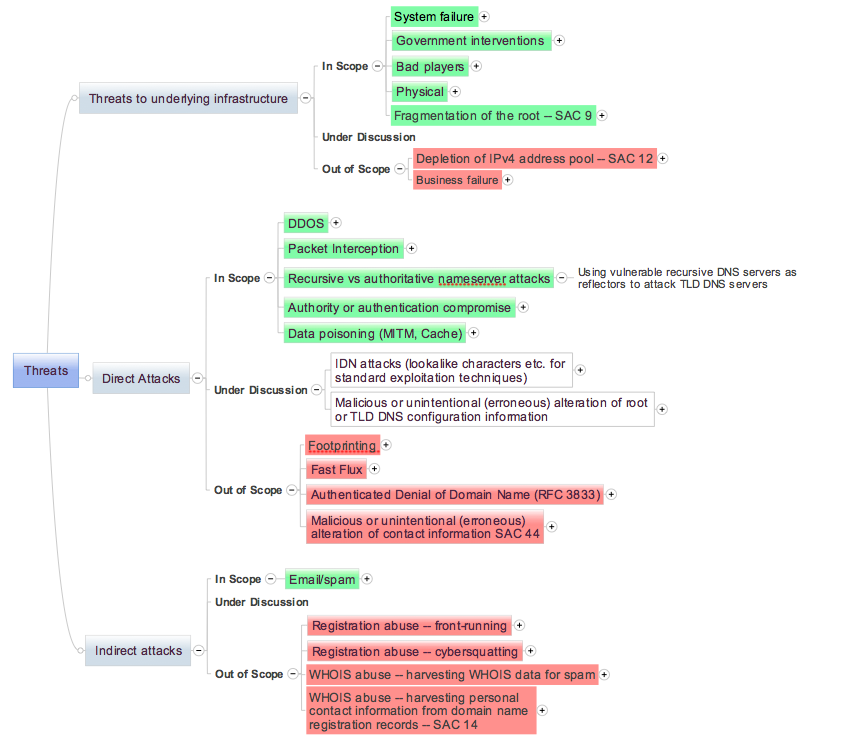 Threats
Threats to underlying infrastructure
In Scope
System failure
Government interventions
Bad players
Physical
Fragmentation of the root -- SAC 9
Under Discussion
Out of Scope
Depletion of IPv4 address pool -- SAC 12
Business failure
Direct Attacks
In Scope
DDOS
Packet Interception
Recursive vs authoritative nameserver attacks
Using vulnerable recursive DNS servers as
reflectors to attack TLD DNS servers
Authority or authentication compromise
Data poisoning (MITM, Cache)
Under Discussion
IDN attacks (lookalike characters etc. for
standard exploitation techniques)
Malicious or unintentional (erroneous) alteration of root
or TLD DNS configuration information
Out of Scope
Footprinting
Fast Flux
Authenticated Denial of Domain Name (RFC 3833)
Malicious or unintentional (erroneous)
alteration of contact information SAC 44
Indirect attacks
In Scope
Email/spam
Under Discussion
Out of Scope
Registration abuse -- front-running
Registration abuse -- cybersquatting
WHOIS abuse -- harvesting WHOIS data for spam
WHOIS abuse -- harvesting personal
contact information from domain name
registration records -- SAC 14